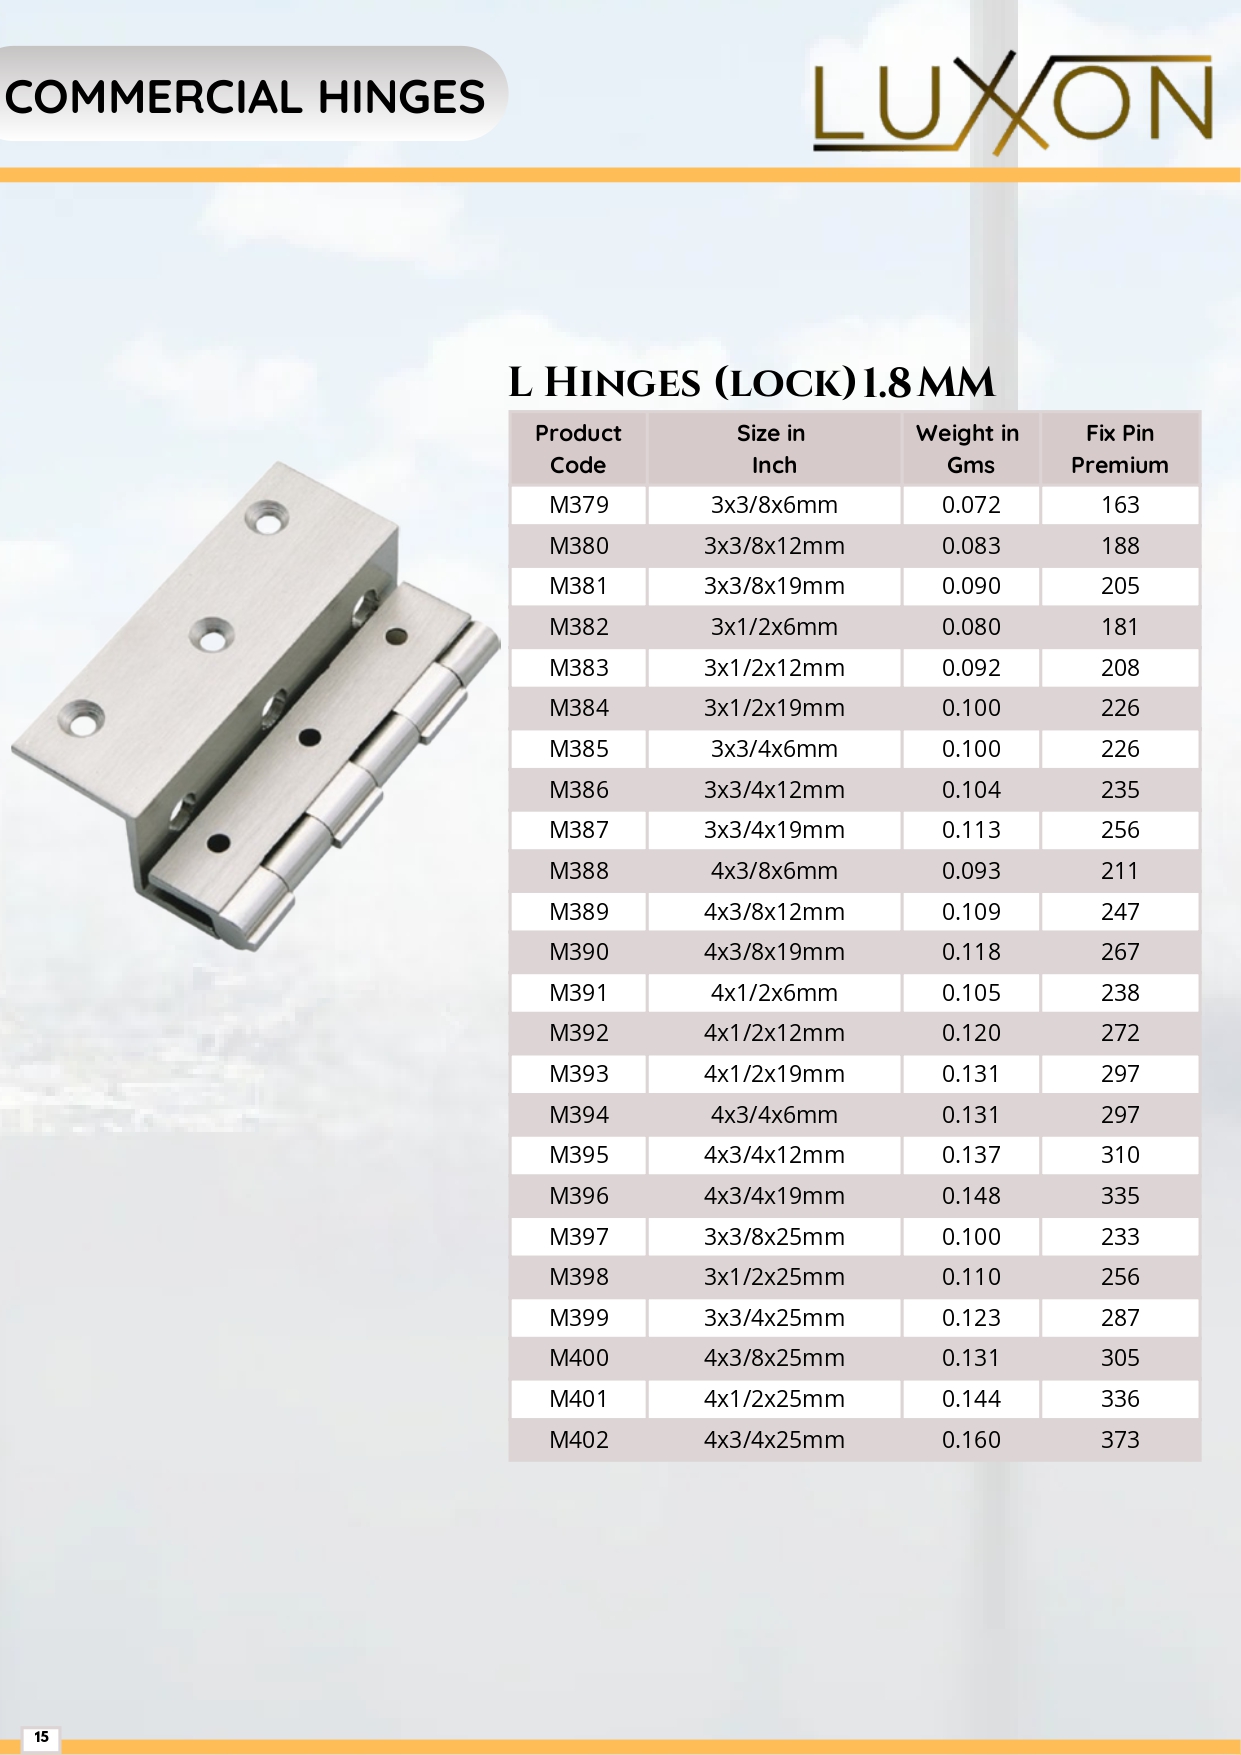 COMMERCIAL HINGES
LUXXON
L HINGES (LOCK) 1.8 MM
Product Code Size in Inch Weight in Gms Fix Pin Premium
M379 3x3/8x6mm 0.072 163
M380 3x3/8x12mm 0.083 188
M381 3x3/8x19mm 0.090 205
M382 3x1/2x6mm 0.080 181
M383 3x1/2x12mm 0.092 208
M384 3x1/2x19mm 0.100 226
M385 3x3/4x6mm 0.100 226
M386 3x3/4x12mm 0.104 235
M387 3x3/4x19mm 0.113 256
M388 4x3/8x6mm 0.093 211
M389 4x3/8x12mm 0.109 247
M390 4x3/8x19mm 0.118 267
M391 4x1/2x6mm 0.105 238
M392 4x1/2x12mm 0.120 272
M393 4x1/2x19mm 0.131 297
M394 4x3/4x6mm 0.131 297
M395 4x3/4x12mm 0.137 310
M396 4x3/4x19mm 0.148 335
M397 3x3/8x25mm 0.100 233
M398 3x1/2x25mm 0.110 256
M399 3x3/4x25mm 0.123 287
M400 4x3/8x25mm 0.131 305
M401 4x1/2x25mm 0.144 336
M402 4x3/4x25mm 0.160 373
15